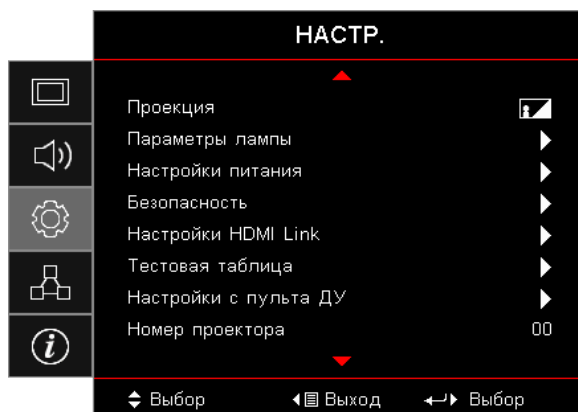 НАСТР.
Проекция
Параметры лампы
Настройки питания
Безопасность
Настройки HDMI Link
Тестовая таблица
Настройки с пульта ДУ
Номер проектора 00
Выбор Выход Выбор